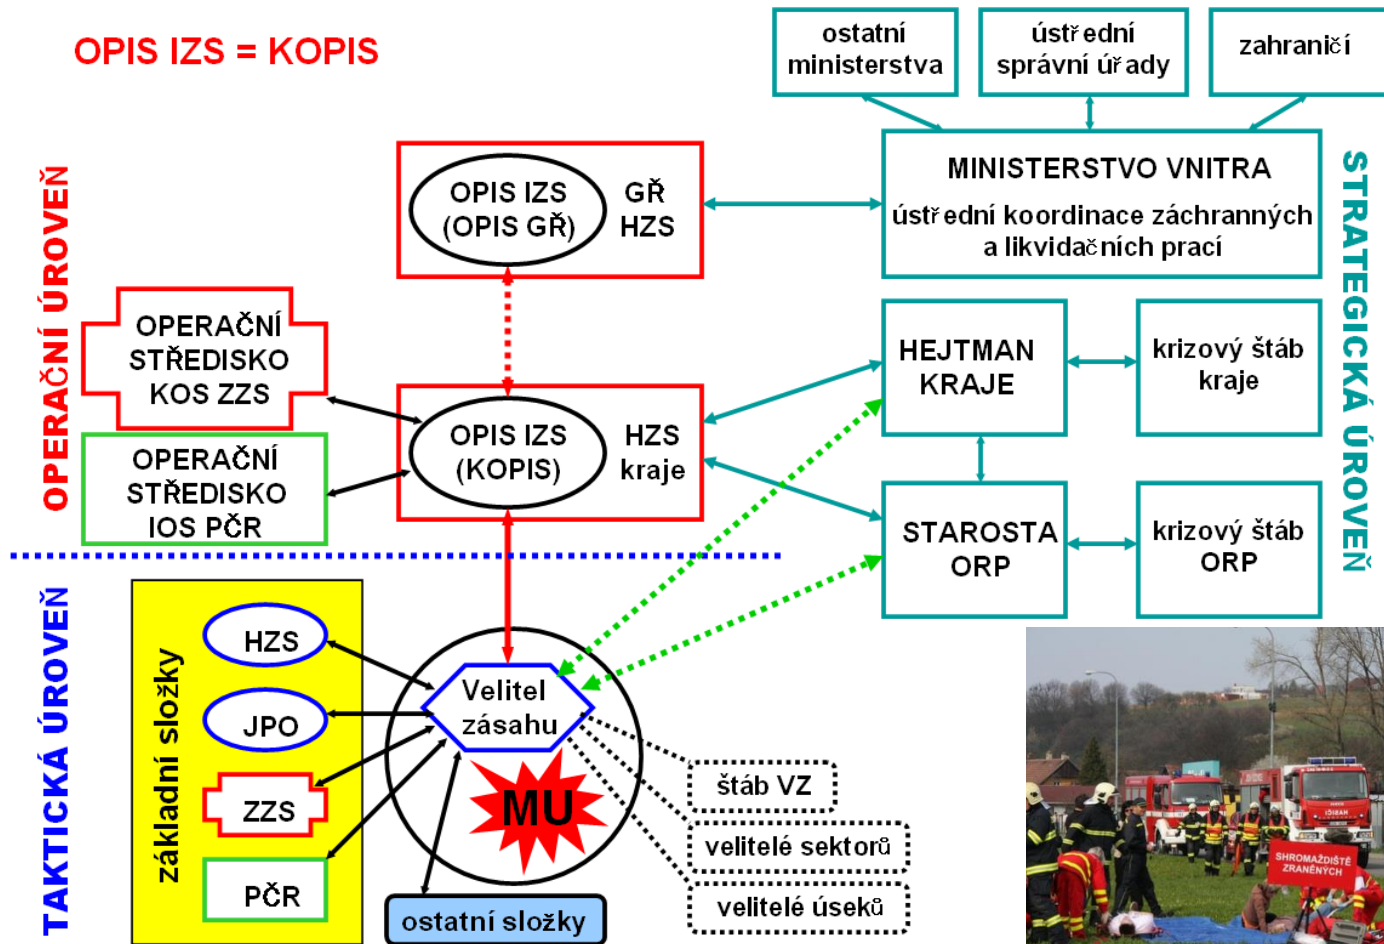 OPIS IZS = KOPIS
ostatní
ministerstva
ústřední
správní úřady
zahraničí
OPERAČNÍ ÚROVEŇ
OPIS IZS
(OPIS GŘ)
GŘ
HZS
MINISTERSTVO VNITRA
ústřední koordinace záchranných
a likvidačních prací
STRATEGICKÁ ÚROVEŇ
OPERAČNÍ
STŘEDISKO
KOS ZZS
HEJTMAN
KRAJE
krizový štáb
kraje
OPERAČNÍ
STŘEDISKO
IOS PČR
OPIS IZS
(KOPIS)
HZS
kraje
STAROSTA
ORP
krizový štáb
ORP
TAKTICKÁ ÚROVEŇ
základní složky
HZS
JPO
ZZS
PČR
Velitel
zásahu
MU
štáb VZ
velitelé sektorů
velitelé úseků
ostatní složky
SHROMAŽDIŠTĚ
ZRANĚNÝCH